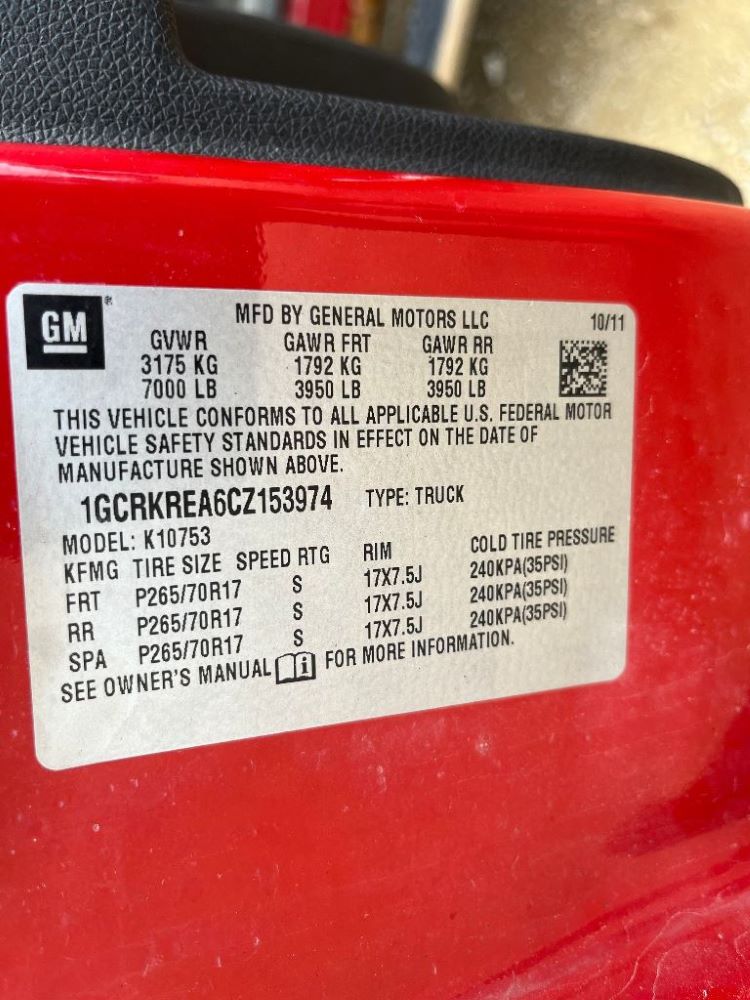 GM®
MFD BY GENERAL MOTORS LLC 10/11
GVWR GAWR FRT GAWR RR
3175 KG 1792 KG 1792 KG
7000 LB 3950 LB 3950 LB
THIS VEHICLE CONFORMS TO ALL APPLICABLE U.S. FEDERAL MOTOR
VEHICLE SAFETY STANDARDS IN EFFECT ON THE DATE OF
MANUFACTURE SHOWN ABOVE.
1GCRKREA6CZ153974 TYPE: TRUCK
MODEL: K10753
KFMG TIRE SIZE SPEED RTG RIM COLD TIRE PRESSURE
FRT P265/70R17 S 17X7.5J 240KPA(35PSI)
RR P265/70R17 S 17X7.5J 240KPA(35PSI)
SPA P265/70R17 S 17X7.5J 240KPA(35PSI)
SEE OWNER'S MANUAL i FOR MORE INFORMATION.